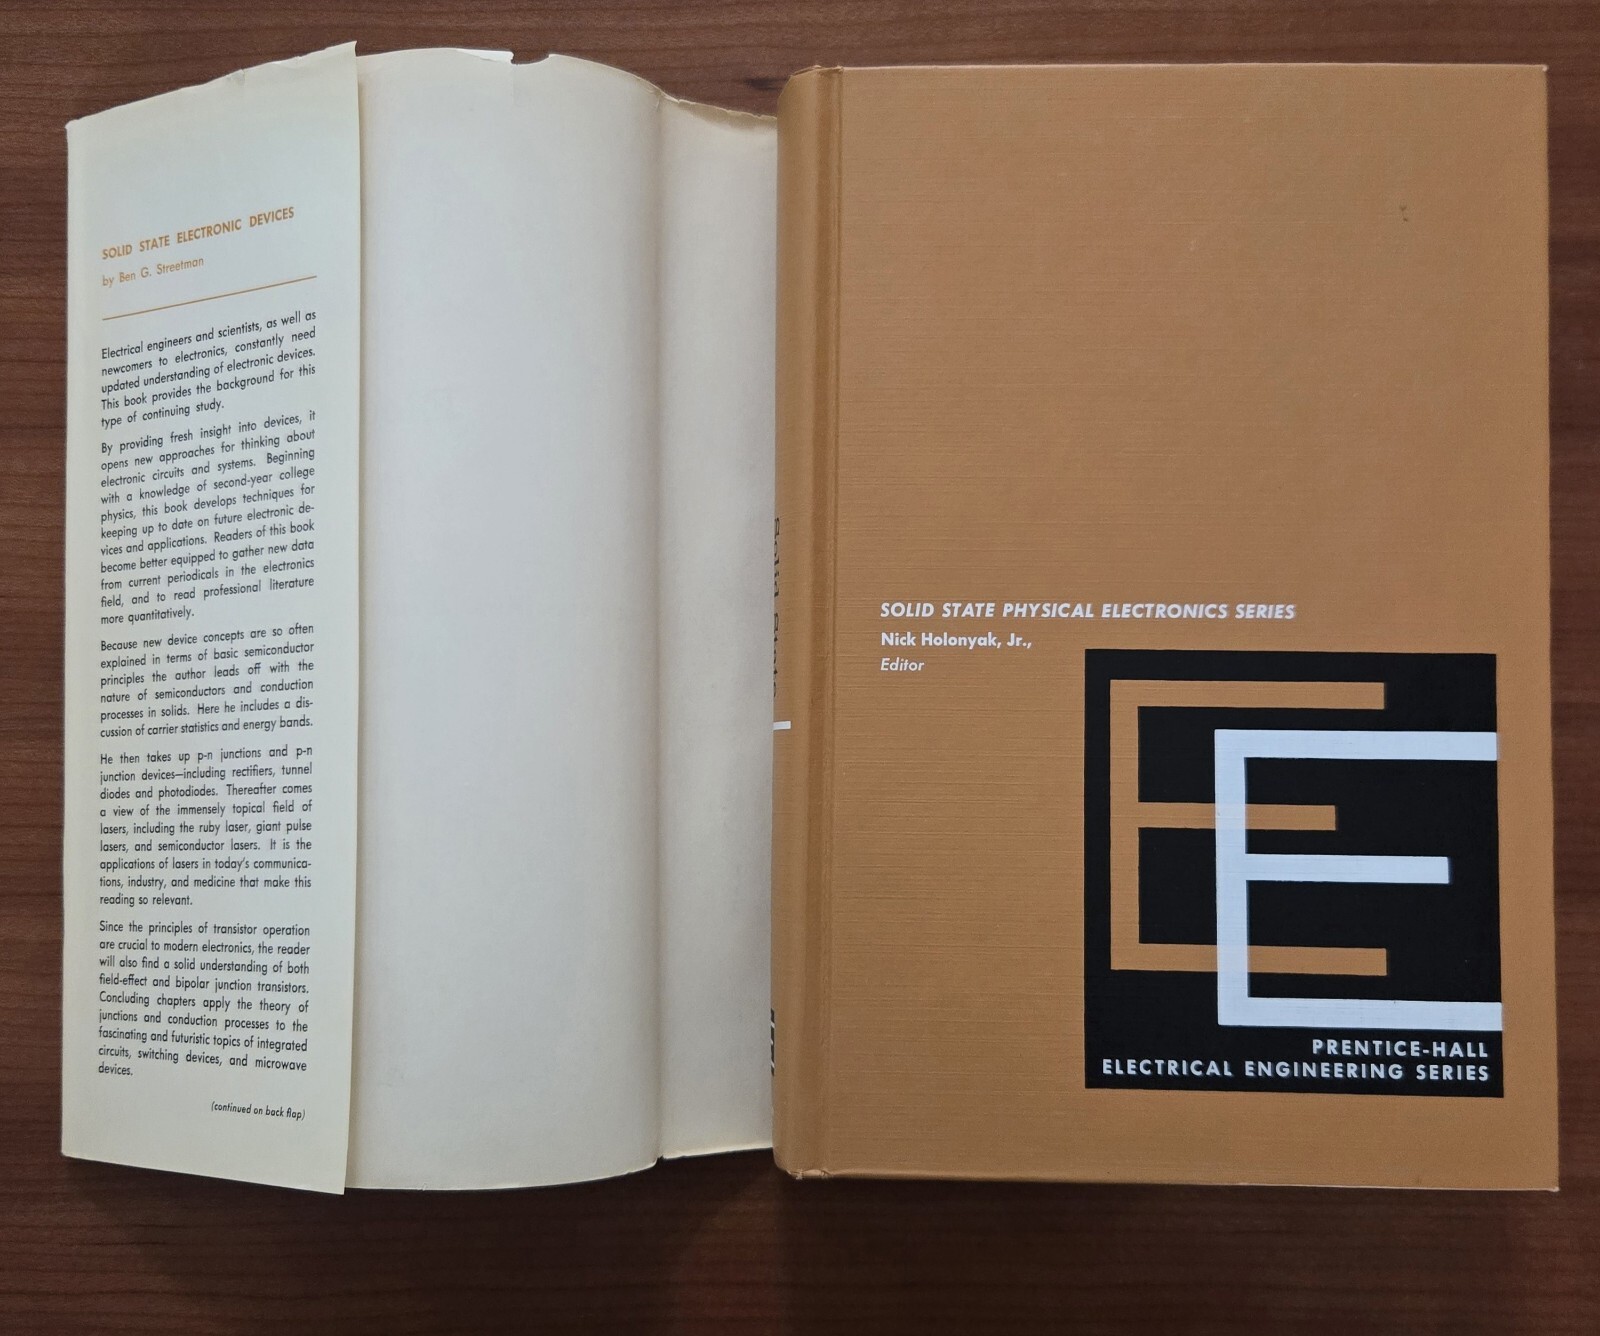 SOLID STATE ELECTRONIC DEVICES
by Ben G. Streetman
Electrical engineers and scientists, as well as
newcomers to electronics, constantly need
updated understanding of electronic devices.
This book provides the background for this
type of continuing study.
By providing fresh insight into devices, it
opens new approaches for thinking about
electronic circuits and systems. Beginning
with a knowledge of second-year college
physics, this book develops techniques for
keeping up to date on future electronic de-
vices and applications. Readers of this book
become better equipped to gather new data
from current periodicals in the electronics
field, and to read professional literature
more quantitatively.
Because new device concepts are so often
explained in terms of basic semiconductor
principles the author leads off with the
nature of semiconductors and conduction
processes in solids. Here he includes a dis-
cussion of carrier statistics and energy bands.
He then takes up p-n junctions and p-n
junction devices—including rectifiers, tunnel
diodes and photodiodes. Thereafter comes
a view of the immensely topical field of
lasers, including the ruby laser, giant pulse
lasers, and semiconductor lasers. It is the
applications of lasers in today's communica-
tions, industry, and medicine that make this
reading so relevant.
Since the principles of transistor operation
are crucial to modern electronics, the reader
will also find a solid understanding of both
field-effect and bipolar junction transistors.
Concluding chapters apply the theory of
junctions and conduction processes to the
fascinating and futuristic topics of integrated
circuits, switching devices, and microwave
devices.
(continued on back flap)
SOLID STATE PHYSICAL ELECTRONICS SERIES
Nick Holonyak, Jr.,
Editor
EE
PRENTICE-HALL
ELECTRICAL ENGINEERING SERIES